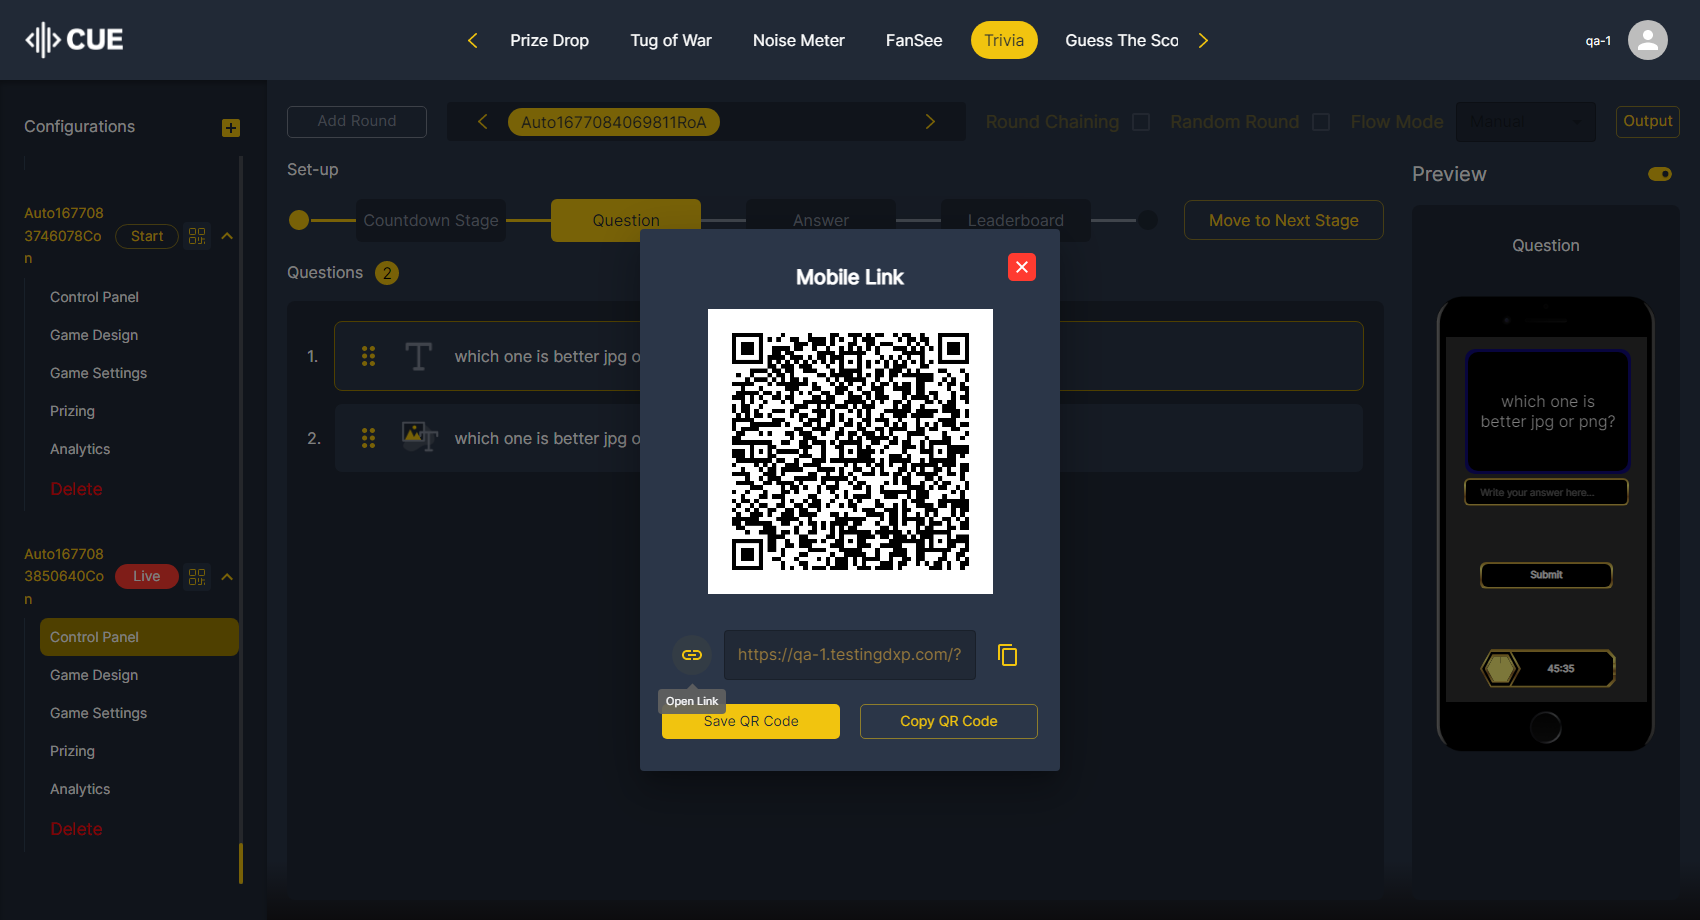 CUE
Prize Drop
Tug of War
Noise Meter
FanSee
Trivia
Guess The Sco
qa-1
Configurations
Add Round
Auto1677084069811RoA
Round Chaining
Random Round
Flow Mode
Manual
Output
Set-up
Preview
Auto167708
3746078Co
n
Start
Control Panel
Game Design
Game Settings
Prizing
Analytics
Delete
Auto167708
3850640Co
n
Live
Control Panel
Game Design
Game Settings
Prizing
Analytics
Delete
Countdown Stage
Question
Answer
Leaderboard
Move to Next Stage
Questions 2
1.
which one is better jpg o
2.
which one is better jpg o
Mobile Link
https://qa-1.testingdxp.com/?
Open Link
Save QR Code
Copy QR Code
Question
which one is
better jpg or png?
Write your answer here...
Submit
45:35